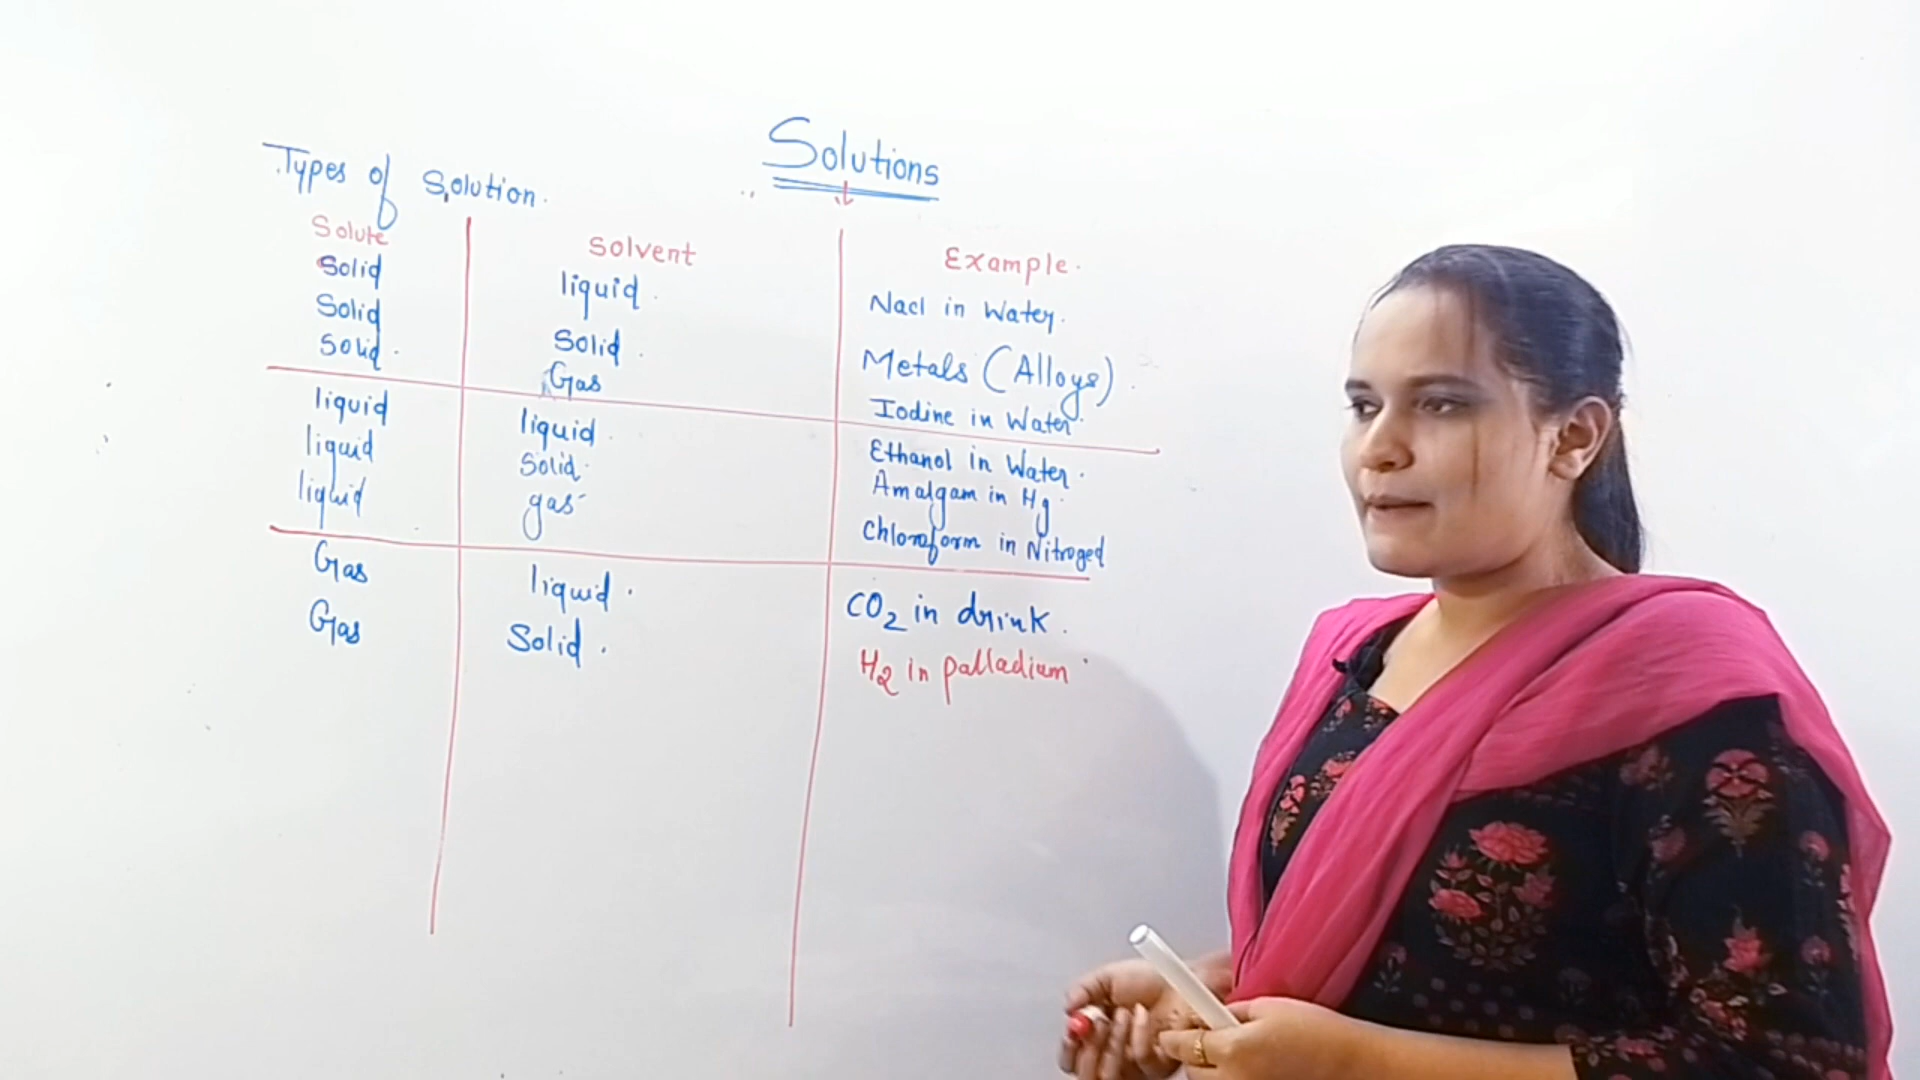 Solutions
Types of Solution.
Solute Solvent Example.
Solid liquid. Nacl in Water.
Solid Solid. Metals (Alloys).
Solid. Gas Iodine in Water.
liquid liquid. Ethanol in Water.
liquid Solid. Amalgam in Hg.
liquid gas Chloroform in Nitroged
Gas liquid. CO2 in drink.
Gas Solid. H2 in palladium